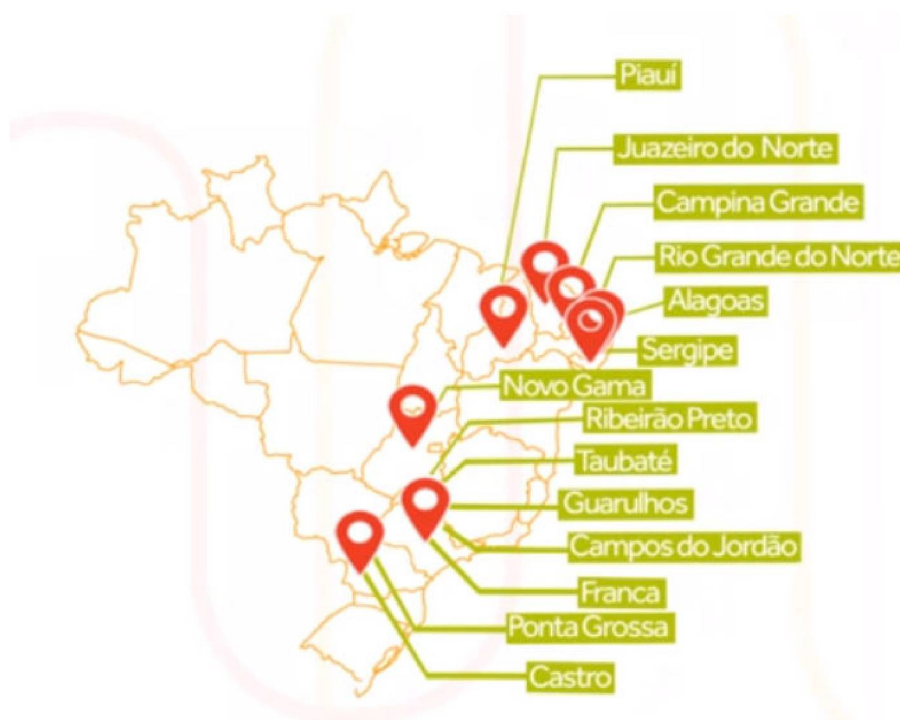 Piauí
Juazeiro do Norte
Campina Grande
Rio Grande do Norte
Alagoas
Sergipe
Novo Gama
Ribeirão Preto
Taubaté
Guarulhos
Campos do Jordão
Franca
Ponta Grossa
Castro